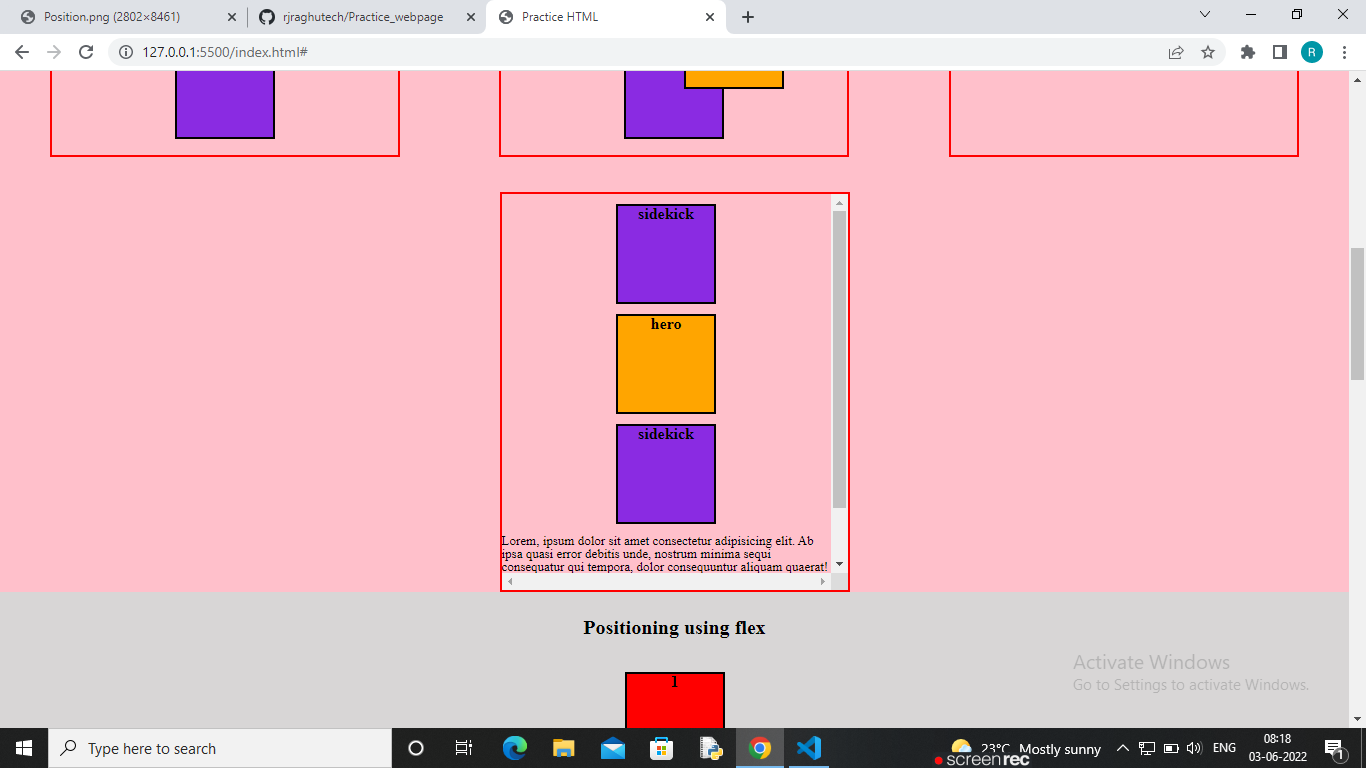 Position.png (2802×8461)
rjraghutech/Practice_webpage
Practice HTML
127.0.0.1:5500/index.html#
R
sidekick
hero
sidekick
Lorem, ipsum dolor sit amet consectetur adipisicing elit. Ab
ipsa quasi error debitis unde, nostrum minima sequi
consequatur qui tempora, dolor consequuntur aliquam quaerat!
Positioning using flex
1
Activate Windows
Go to Settings to activate Windows.
Type here to search
23°C Mostly sunny
ENG
08:18
03-06-2022
1
screenrec